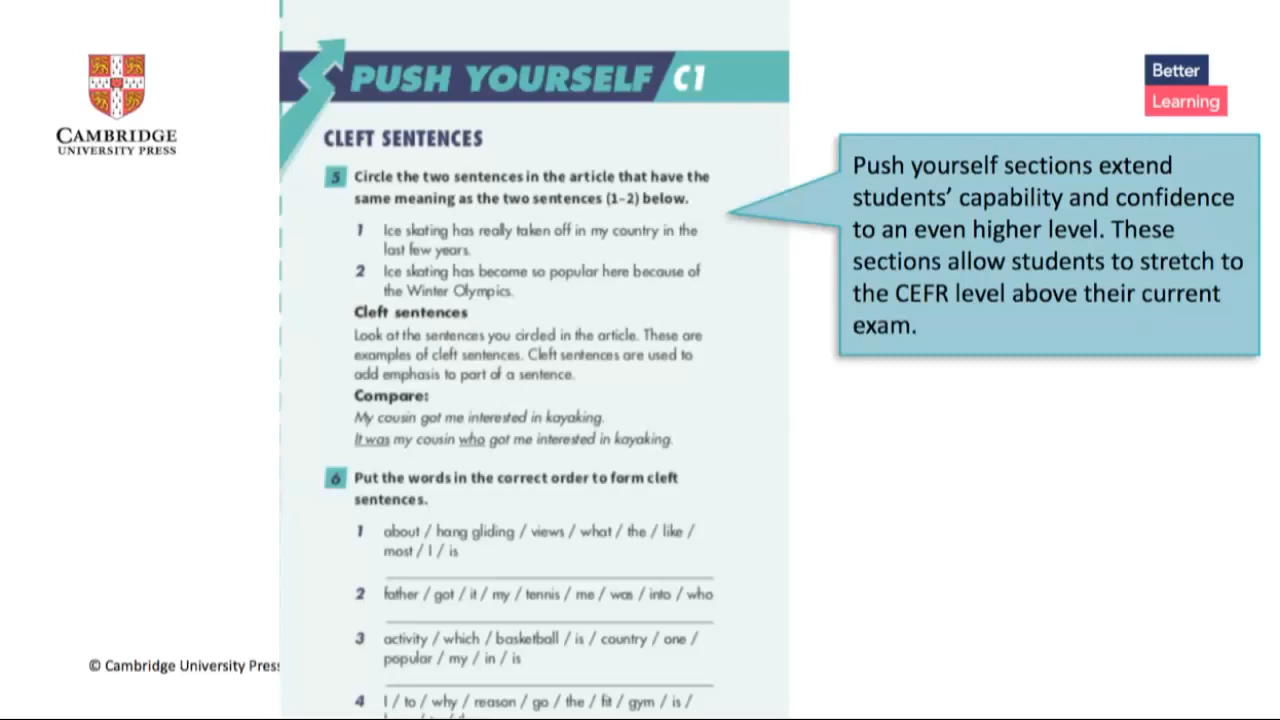 CAMBRIDGE
UNIVERSITY PRESS
PUSH YOURSELF C1
Better
Learning
CLEFT SENTENCES
5 Circle the two sentences in the article that have the
same meaning as the two sentences (1–2) below.
1 Ice skating has really taken off in my country in the
last few years.
2 Ice skating has become so popular here because of
the Winter Olympics.
Cleft sentences
Look at the sentences you circled in the article. These are
examples of cleft sentences. Cleft sentences are used to
add emphasis to part of a sentence.
Compare:
My cousin got me interested in kayaking.
It was my cousin who got me interested in kayaking.
6 Put the words in the correct order to form cleft
sentences.
1 about / hang gliding / views / what / the / like /
most / I / is
2 father / got / it / my / tennis / me / was / into / who
3 activity / which / basketball / is / country / one /
popular / my / in / is
4 I / to / why / reason / go / the / fit / gym / is /
Push yourself sections extend
students’ capability and confidence
to an even higher level. These
sections allow students to stretch to
the CEFR level above their current
exam.
© Cambridge University Press